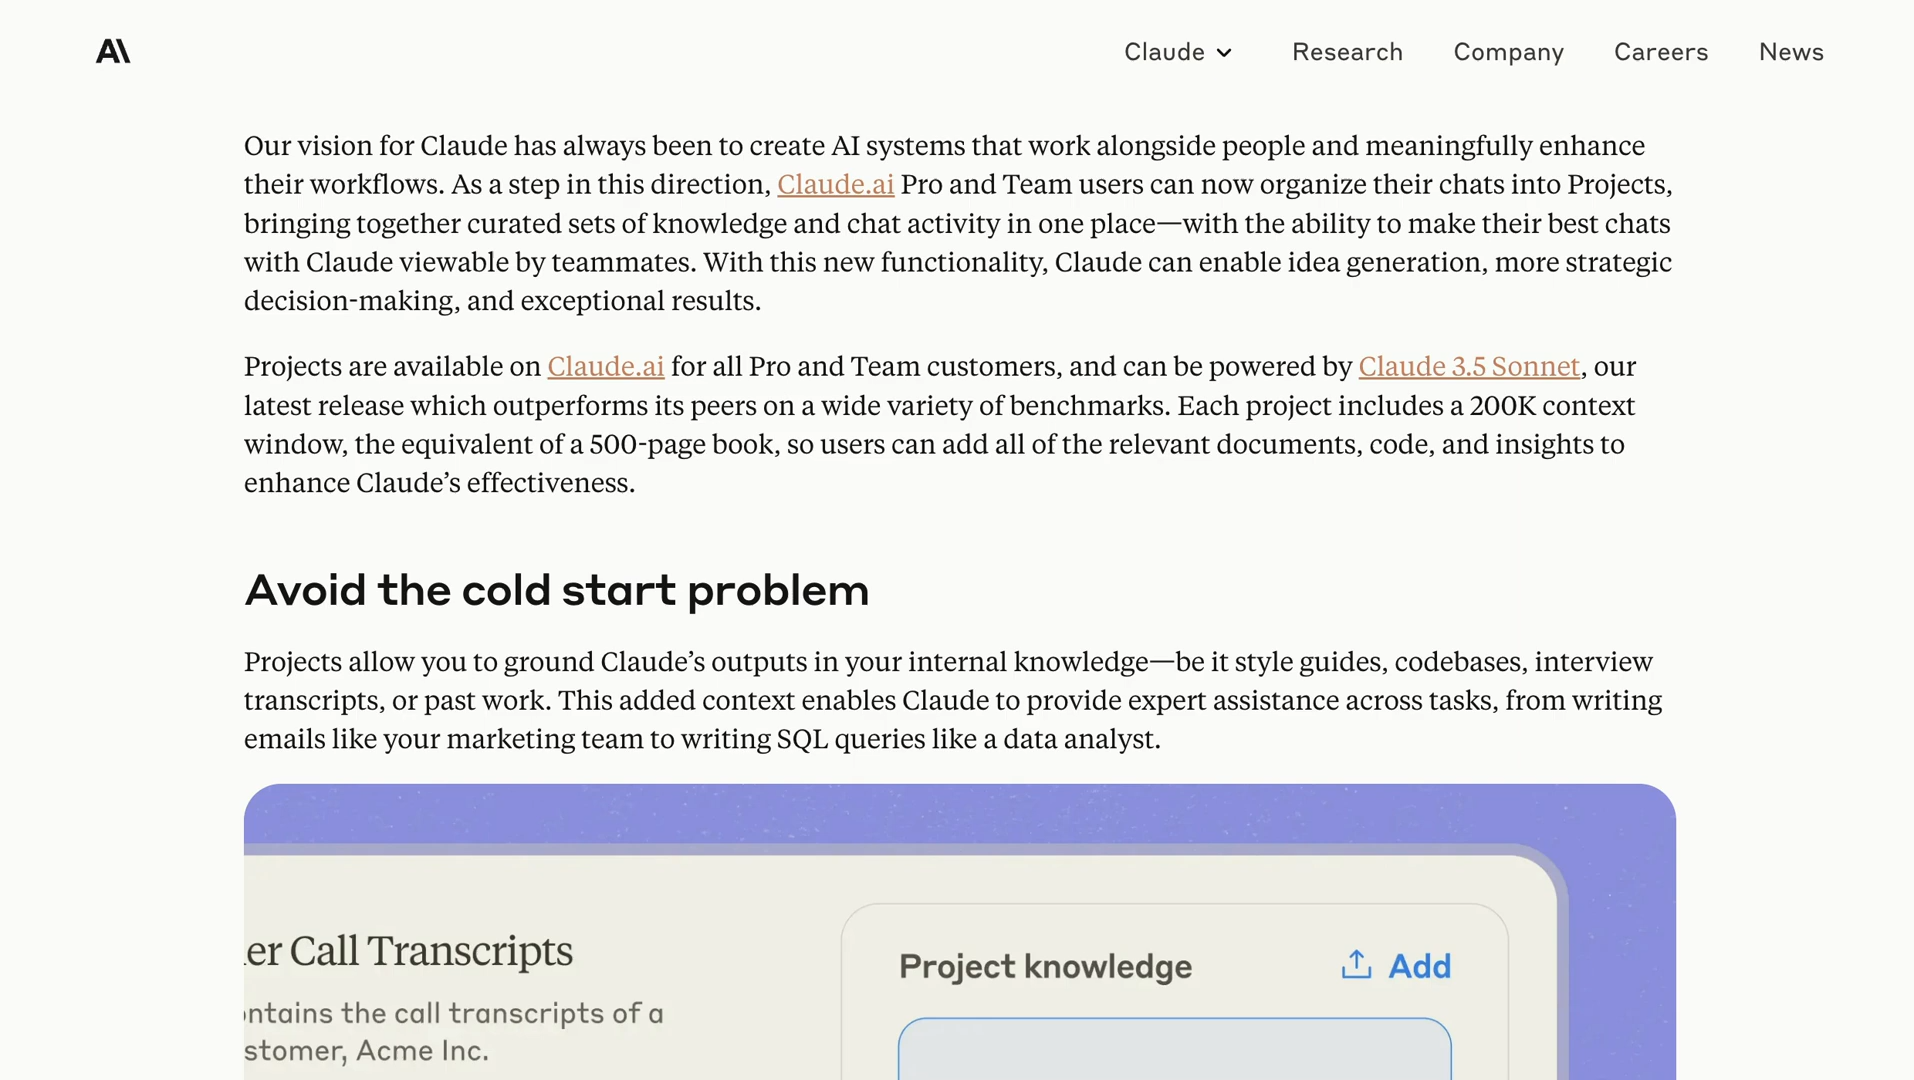 Claude
Research
Company
Careers
News
Our vision for Claude has always been to create AI systems that work alongside people and meaningfully enhance
their workflows. As a step in this direction, Claude.ai Pro and Team users can now organize their chats into Projects,
bringing together curated sets of knowledge and chat activity in one place—with the ability to make their best chats
with Claude viewable by teammates. With this new functionality, Claude can enable idea generation, more strategic
decision-making, and exceptional results.
Projects are available on Claude.ai for all Pro and Team customers, and can be powered by Claude 3.5 Sonnet, our
latest release which outperforms its peers on a wide variety of benchmarks. Each project includes a 200K context
window, the equivalent of a 500-page book, so users can add all of the relevant documents, code, and insights to
enhance Claude’s effectiveness.
Avoid the cold start problem
Projects allow you to ground Claude’s outputs in your internal knowledge—be it style guides, codebases, interview
transcripts, or past work. This added context enables Claude to provide expert assistance across tasks, from writing
emails like your marketing team to writing SQL queries like a data analyst.
er Call Transcripts
ntains the call transcripts of a
stomer, Acme Inc.
Project knowledge
Add